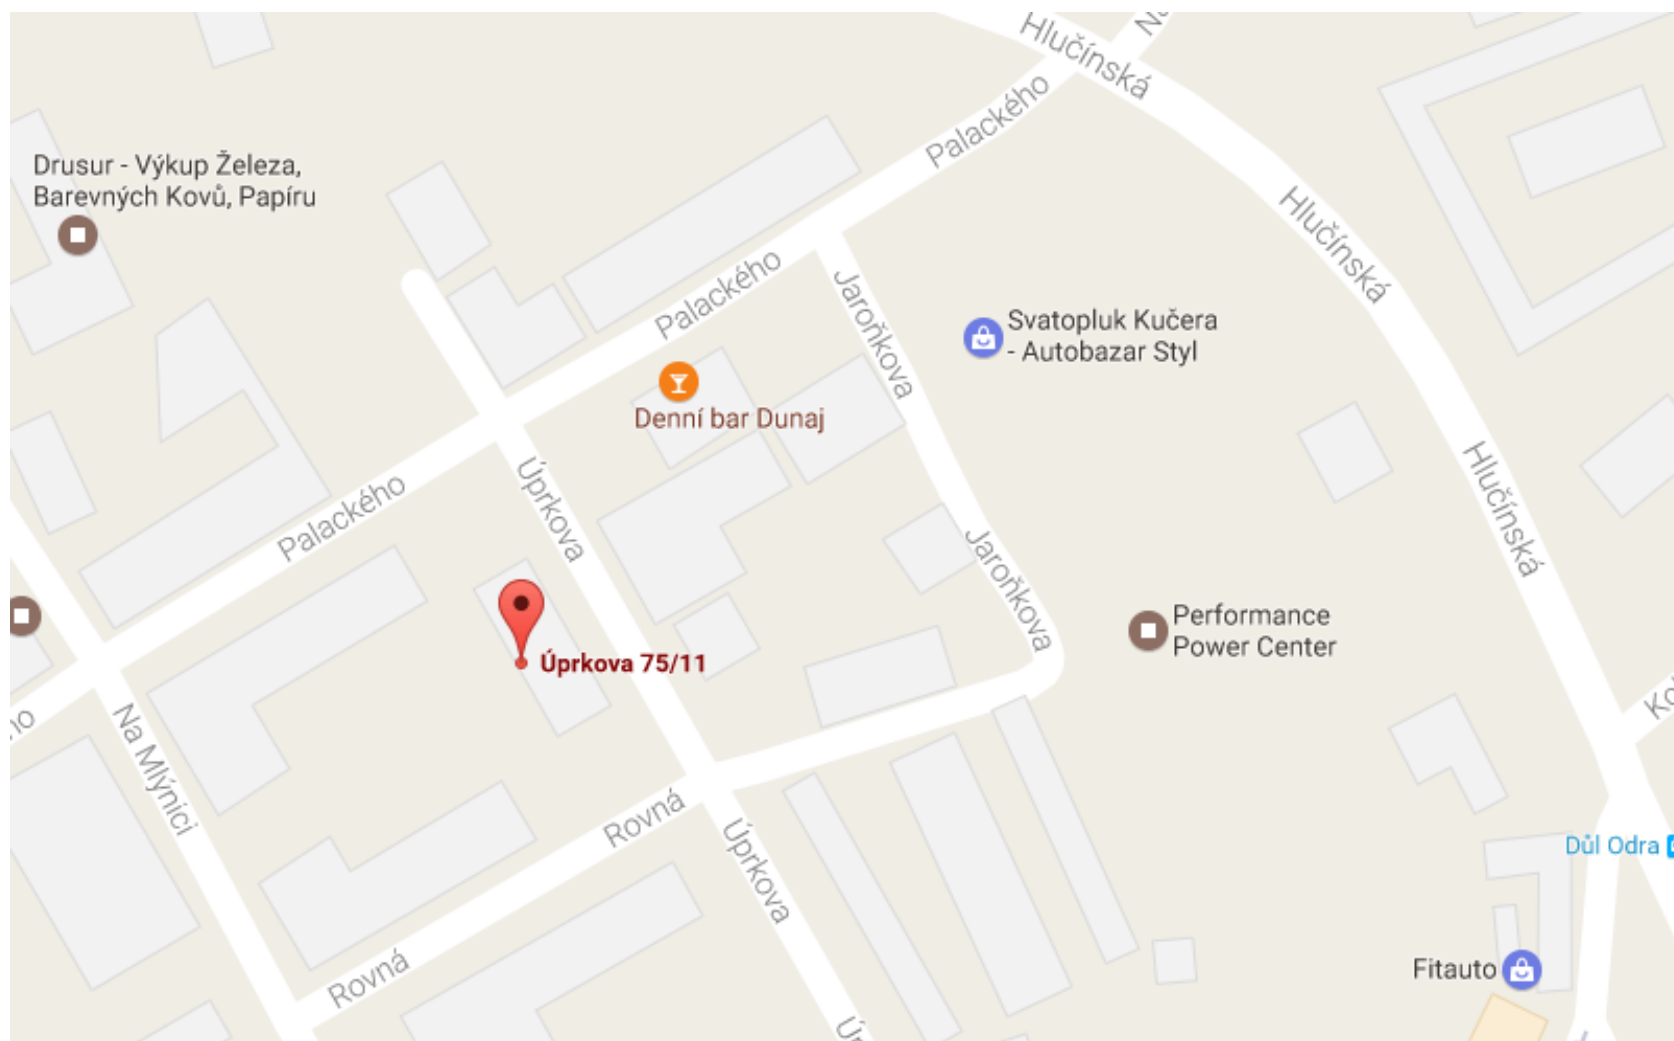 Hlučínská
Palackého
Drusur - Výkup Železa,
Barevných Kovů, Papíru
Hlučínská
Palackého
Jaroňkova
Svatopluk Kučera
- Autobazar Styl
Denní bar Dunaj
Úprkova
Palackého
Hlučínská
Jaroňkova
Performance
Power Center
Úprkova 75/11
Na Mlýnici
Rovná
Úprkova
Důl Odra
Rovná
Fitauto